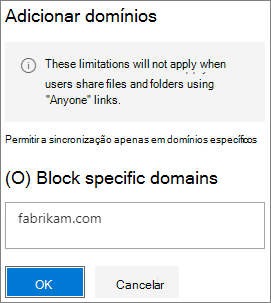 Adicionar domínios
These limitations will not apply when
users share files and folders using
"Anyone" links.
Permitir a sincronização apenas em domínios específicos
(O) Block specific domains
fabrikam.com
OK Cancelar